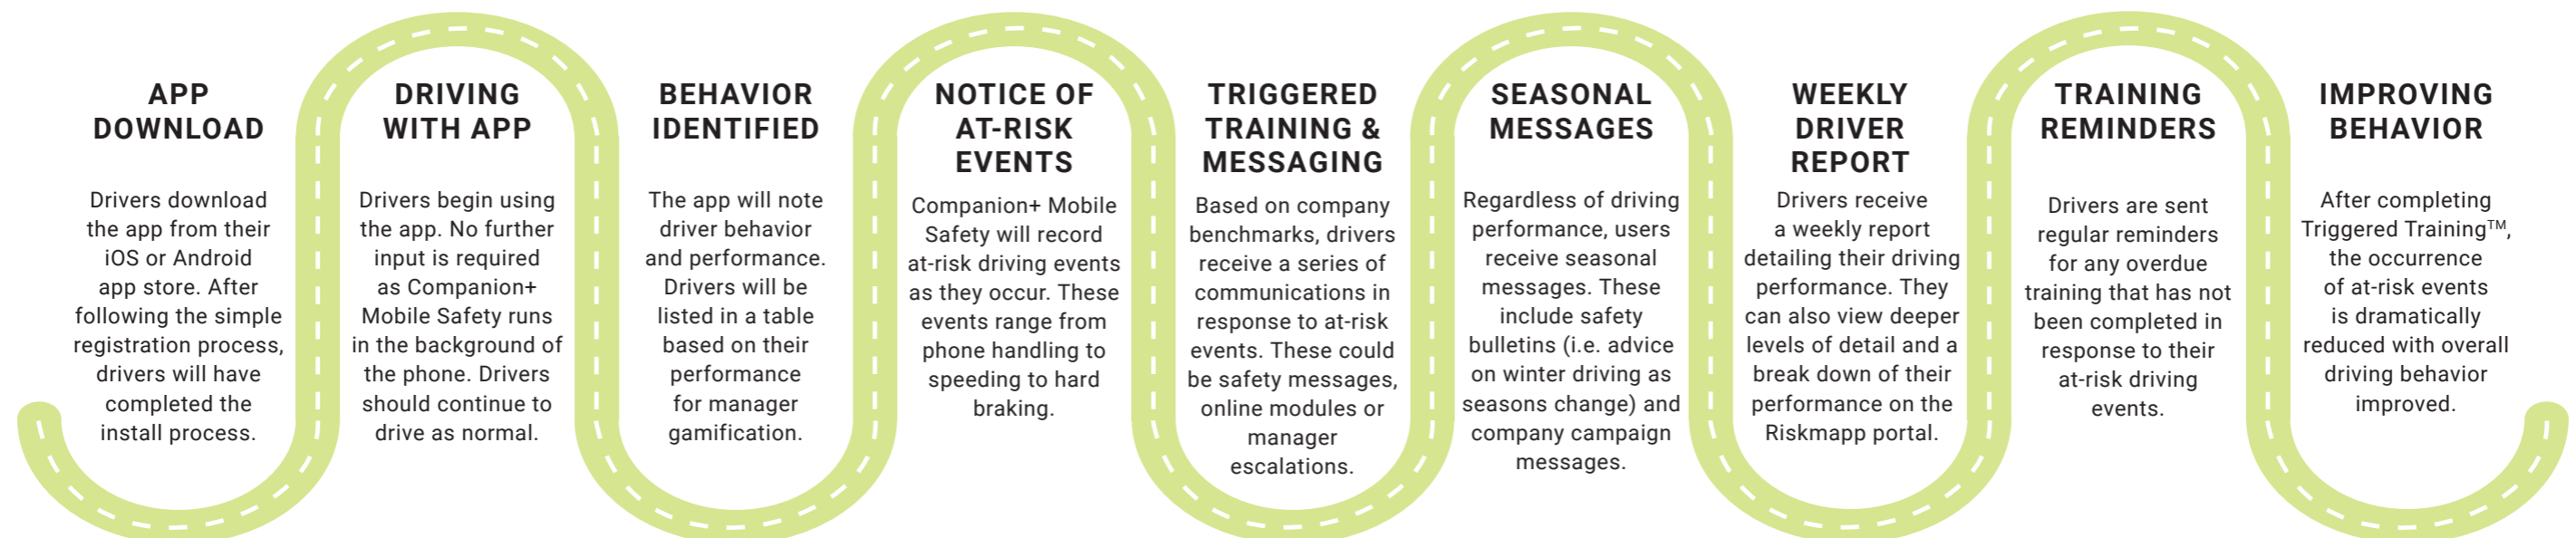 APP
DOWNLOAD
Drivers download
the app from their
iOS or Android
app store. After
following the simple
registration process,
drivers will have
completed the
install process.
DRIVING
WITH APP
Drivers begin using
the app. No further
input is required
as Companion+
Mobile Safety runs
in the background of
the phone. Drivers
should continue to
drive as normal.
BEHAVIOR
IDENTIFIED
The app will note
driver behavior
and performance.
Drivers will be
listed in a table
based on their
performance
for manager
gamification.
NOTICE OF
AT-RISK
EVENTS
Companion+ Mobile
Safety will record
at-risk driving events
as they occur. These
events range from
phone handling to
speeding to hard
braking.
TRIGGERED
TRAINING &
MESSAGING
Based on company
benchmarks, drivers
receive a series of
communications in
response to at-risk
events. These could
be safety messages,
online modules or
manager
escalations.
SEASONAL
MESSAGES
Regardless of driving
performance, users
receive seasonal
messages. These
include safety
bulletins (i.e. advice
on winter driving as
seasons change) and
company campaign
messages.
WEEKLY
DRIVER
REPORT
Drivers receive
a weekly report
detailing their driving
performance. They
can also view deeper
levels of detail and a
break down of their
performance on the
Riskmapp portal.
TRAINING
REMINDERS
Drivers are sent
regular reminders
for any overdue
training that has not
been completed in
response to their
at-risk driving
events.
IMPROVING
BEHAVIOR
After completing
Triggered Training™,
the occurrence
of at-risk events
is dramatically
reduced with overall
driving behavior
improved.